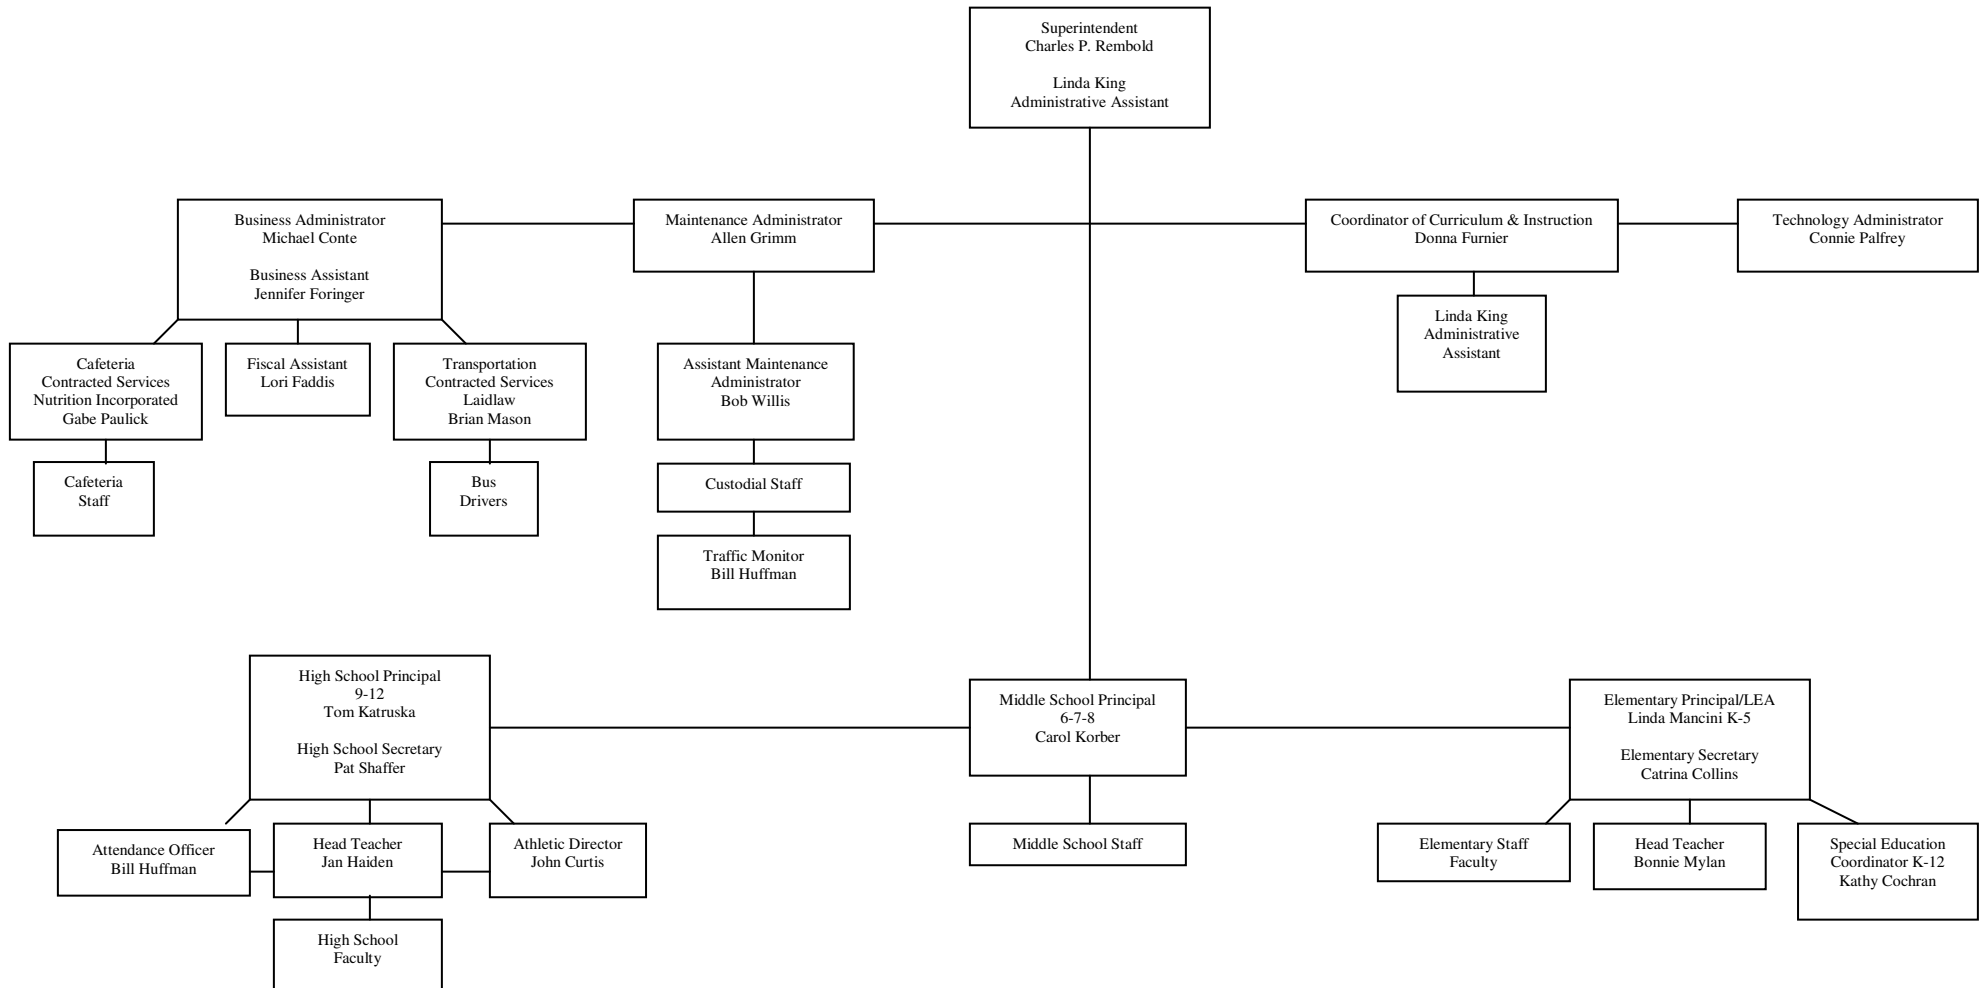 Superintendent
Charles P. Rembold
Linda King
Administrative Assistant
Business Administrator
Michael Conte
Business Assistant
Jennifer Foringer
Maintenance Administrator
Allen Grimm
Coordinator of Curriculum & Instruction
Donna Furnier
Technology Administrator
Connie Palfrey
Linda King
Administrative
Assistant
Cafeteria
Contracted Services
Nutrition Incorporated
Gabe Paulick
Fiscal Assistant
Lori Faddis
Transportation
Contracted Services
Laidlaw
Brian Mason
Assistant Maintenance
Administrator
Bob Willis
Cafeteria
Staff
Bus
Drivers
Custodial Staff
Traffic Monitor
Bill Huffman
High School Principal
9-12
Tom Katruska
High School Secretary
Pat Shaffer
Middle School Principal
6-7-8
Carol Korber
Elementary Principal/LEA
Linda Mancini K-5
Elementary Secretary
Catrina Collins
Attendance Officer
Bill Huffman
Head Teacher
Jan Haiden
Athletic Director
John Curtis
Middle School Staff
Elementary Staff
Faculty
Head Teacher
Bonnie Mylan
Special Education
Coordinator K-12
Kathy Cochran
High School
Faculty